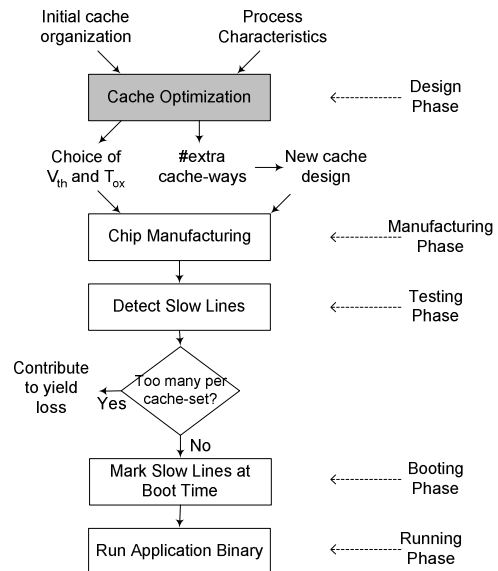 Initial cache
organization
Process
Characteristics
Cache Optimization
Design
Phase
Choice of
Vth and Tox
#extra
cache-ways
New cache
design
Chip Manufacturing
Manufacturing
Phase
Detect Slow Lines
Testing
Phase
Contribute
to yield
loss
Yes
Too many per
cache-set?
No
Mark Slow Lines at
Boot Time
Booting
Phase
Run Application Binary
Running
Phase